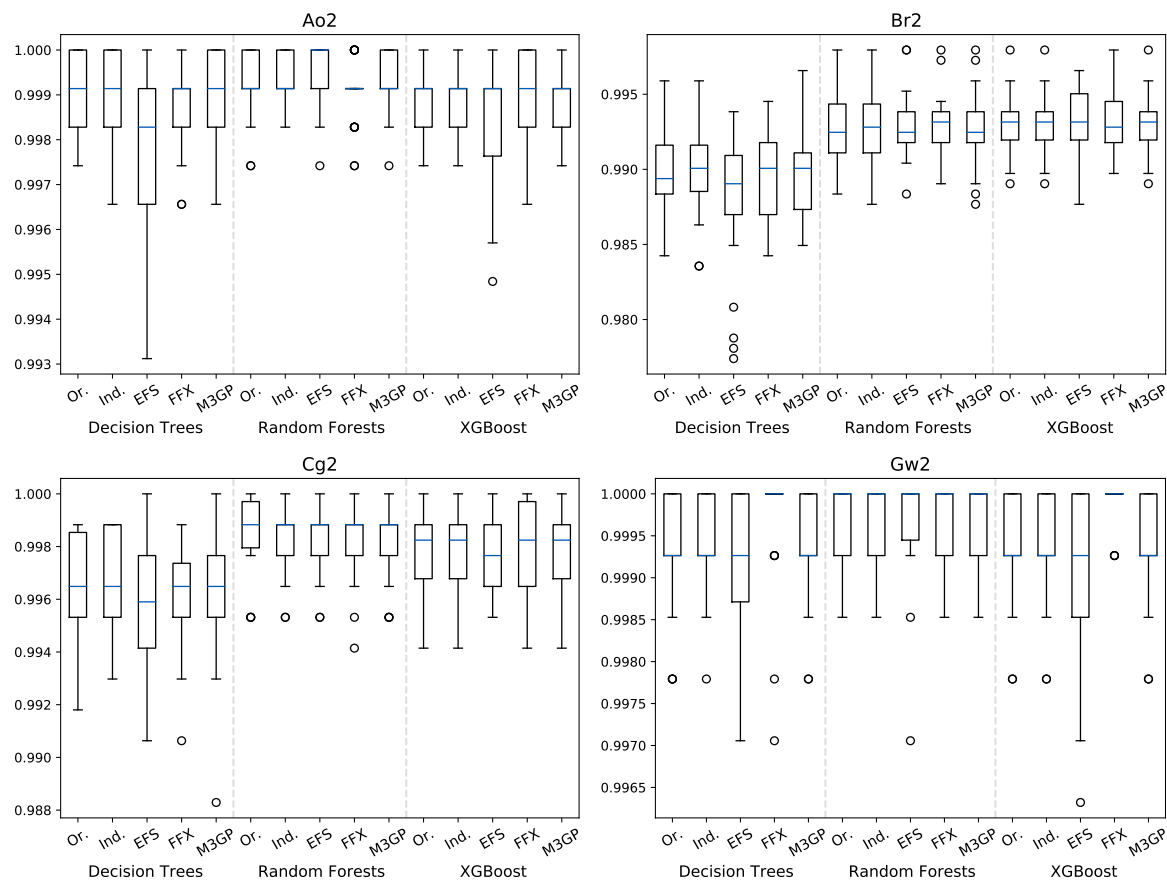 Ao2
1.000
0.999
0.998
0.997
0.996
0.995
0.994
0.993
Or. Ind. EFS FFX M3GP Or. Ind. EFS FFX M3GP Or. Ind. EFS FFX M3GP
Decision Trees Random Forests XGBoost
Br2
0.995
0.990
0.985
0.980
Or. Ind. EFS FFX M3GP Or. Ind. EFS FFX M3GP Or. Ind. EFS FFX M3GP
Decision Trees Random Forests XGBoost
Cg2
1.000
0.998
0.996
0.994
0.992
0.990
0.988
Or. Ind. EFS FFX M3GP Or. Ind. EFS FFX M3GP Or. Ind. EFS FFX M3GP
Decision Trees Random Forests XGBoost
Gw2
1.0000
0.9995
0.9990
0.9985
0.9980
0.9975
0.9970
0.9965
Or. Ind. EFS FFX M3GP Or. Ind. EFS FFX M3GP Or. Ind. EFS FFX M3GP
Decision Trees Random Forests XGBoost